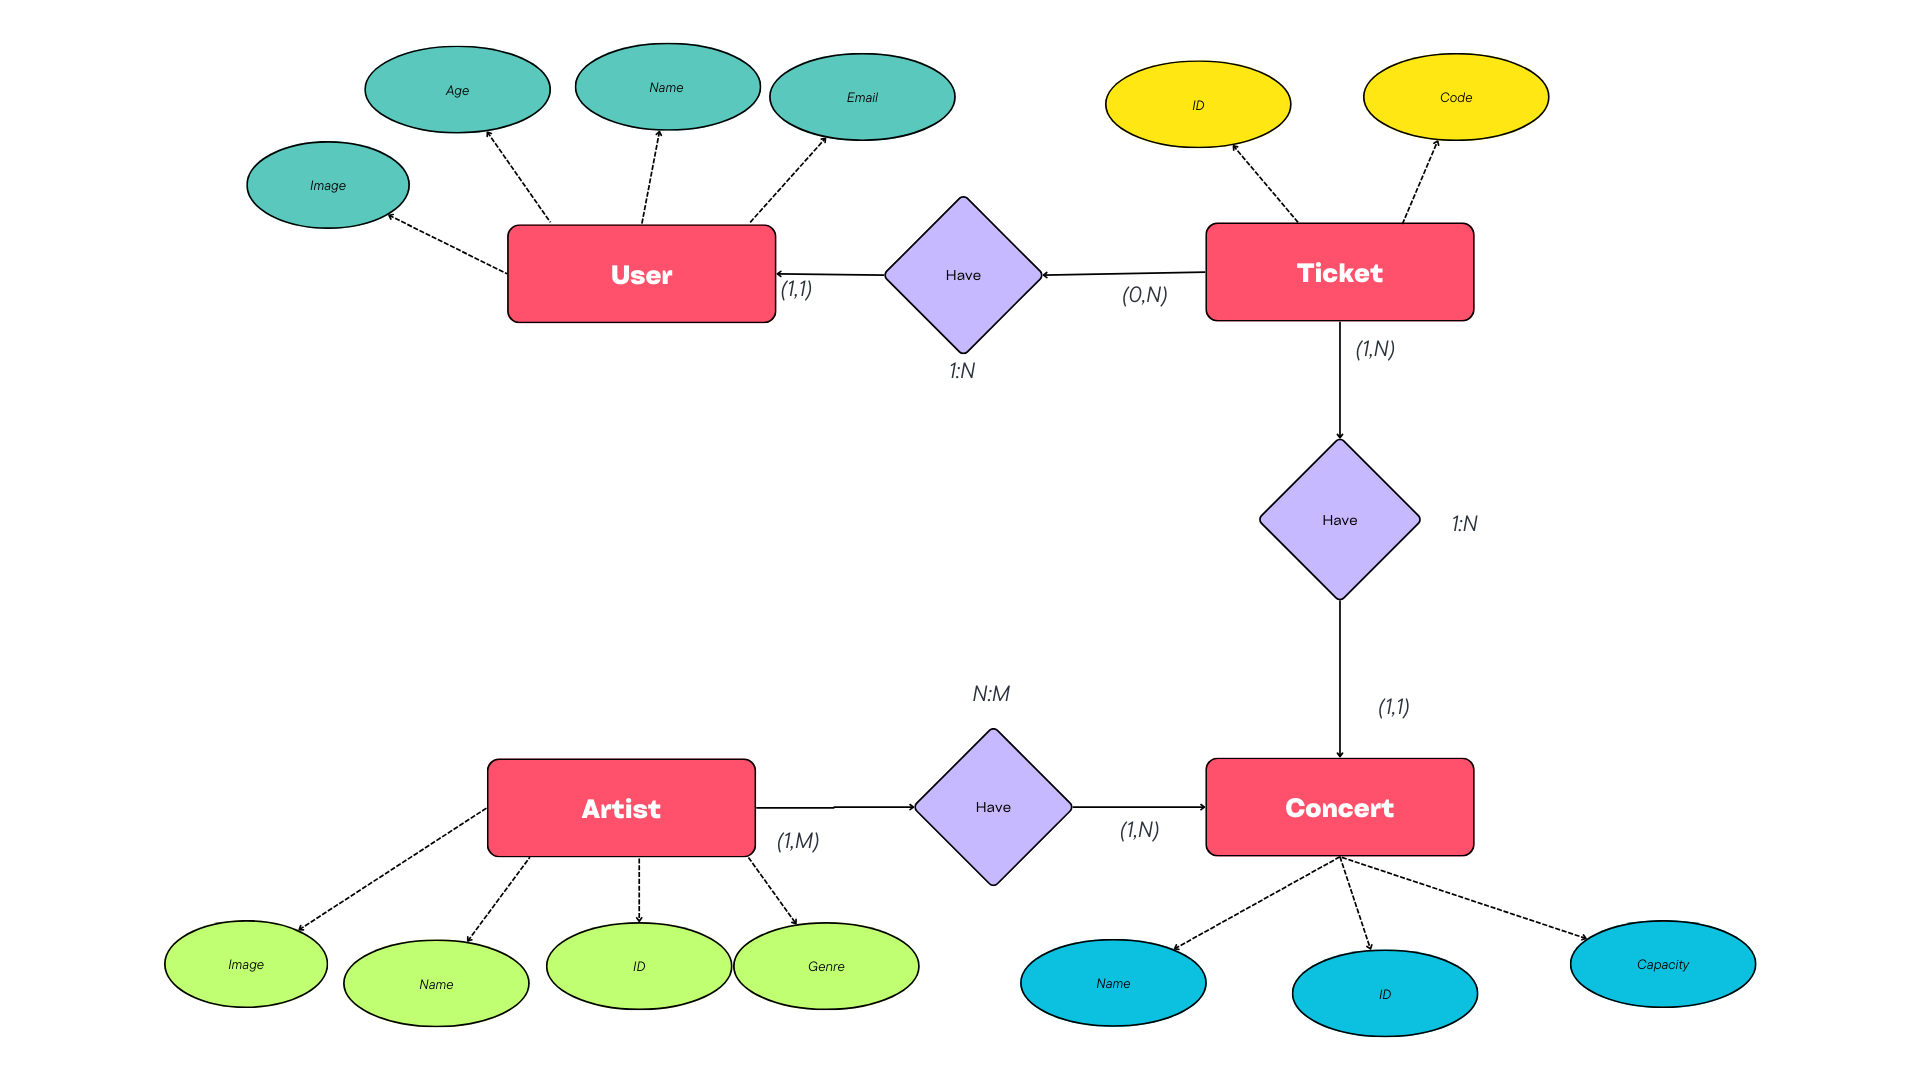 Age
Name
Email
ID
Code
Image
User
(1,1)
Have
1:N
(0,N)
Ticket
(1,N)
Have
1:N
(1,1)
N:M
Artist
(1,M)
Have
(1,N)
Concert
Image
Name
ID
Genre
Name
ID
Capacity